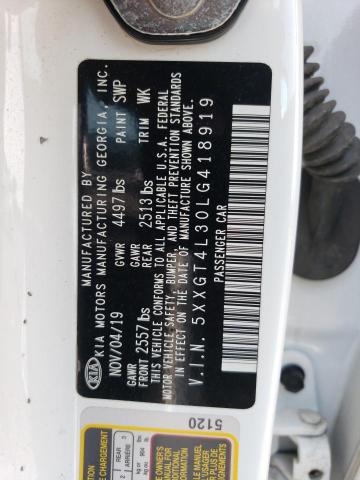 KIA
MANUFACTURED BY
KIA MOTORS MANUFACTURING GEORGIA, INC.
NOV/04/19 GVWR 4497 lbs PAINT SWP
GAWR FRONT 2557 lbs GAWR REAR 2513 lbs TRIM WK
THIS VEHICLE CONFORMS TO ALL APPLICABLE U.S.A. FEDERAL
MOTOR VEHICLE SAFETY, BUMPER, AND THEFT PREVENTION STANDARDS
IN EFFECT ON THE DATE OF MANUFACTURE SHOWN ABOVE.
V.I.N. 5XXGT4L30LG418919
PASSENGER CAR
5120
REAR
ARRIÈRE